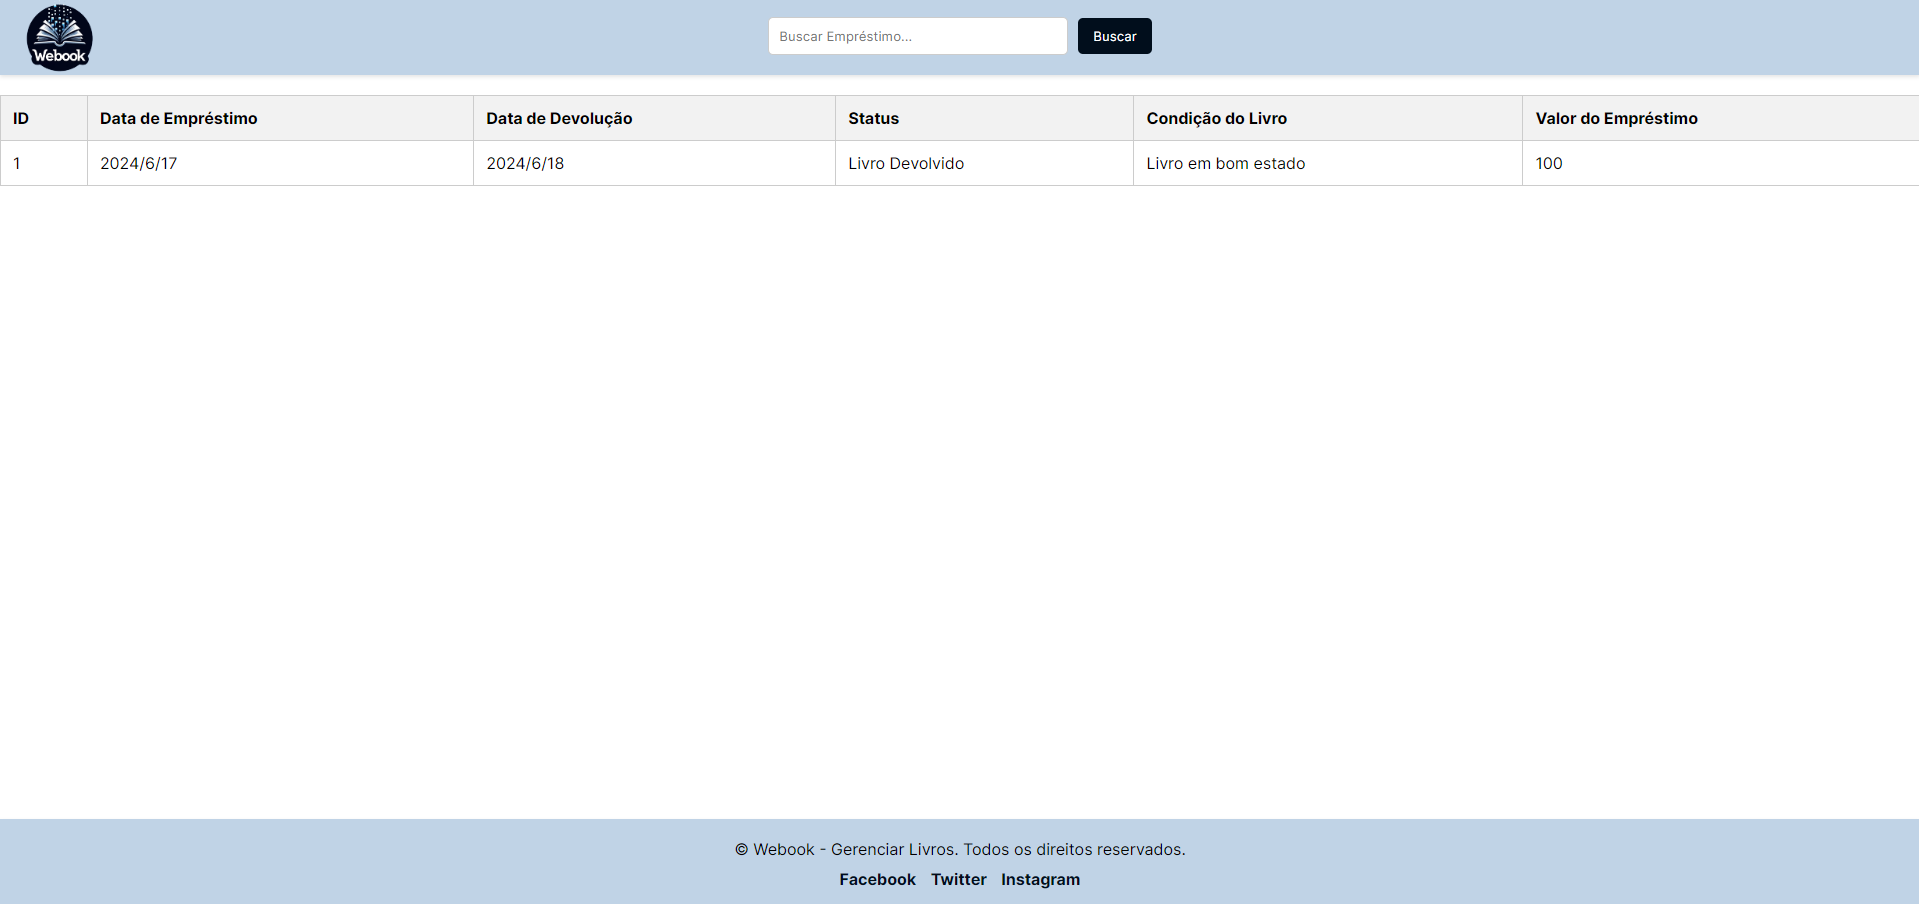 Webook
Buscar Empréstimo... Buscar
ID Data de Empréstimo Data de Devolução Status Condição do Livro Valor do Empréstimo
1 2024/6/17 2024/6/18 Livro Devolvido Livro em bom estado 100
© Webook - Gerenciar Livros. Todos os direitos reservados.
Facebook Twitter Instagram